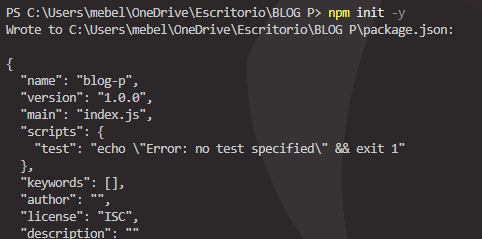 PS C:\Users\mebel\OneDrive\Escritorio\BLOG P> npm init -y
Wrote to C:\Users\mebel\OneDrive\Escritorio\BLOG P\package.json:

{
  "name": "blog-p",
  "version": "1.0.0",
  "main": "index.js",
  "scripts": {
    "test": "echo \"Error: no test specified\" && exit 1"
  },
  "keywords": [],
  "author": "",
  "license": "ISC",
  "description": ""